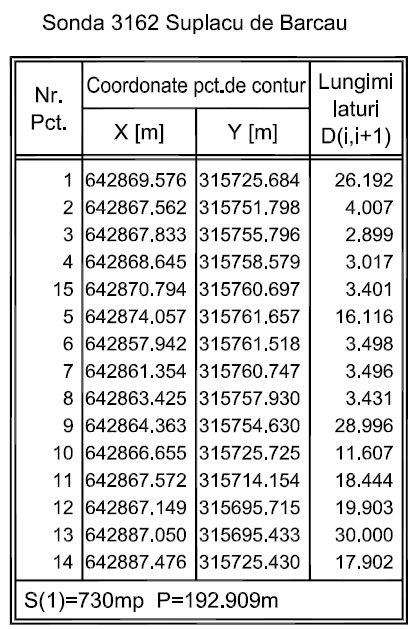 Sonda 3162 Suplacu de Barcau
Nr. Pct. Coordonate pct.de contur Lungimi laturi D(i,i+1)
X [m] Y [m]
1 642869.576 315725.684 26.192
2 642867.562 315751.798 4.007
3 642867.833 315755.796 2.899
4 642868.645 315758.579 3.017
15 642870.794 315760.697 3.401
5 642874.057 315761.657 16.116
6 642857.942 315761.518 3.498
7 642861.354 315760.747 3.496
8 642863.425 315757.930 3.431
9 642864.363 315754.630 28.996
10 642866.655 315725.725 11.607
11 642867.572 315714.154 18.444
12 642867.149 315695.715 19.903
13 642887.050 315695.433 30.000
14 642887.476 315725.430 17.902
S(1)=730mp P=192.909m